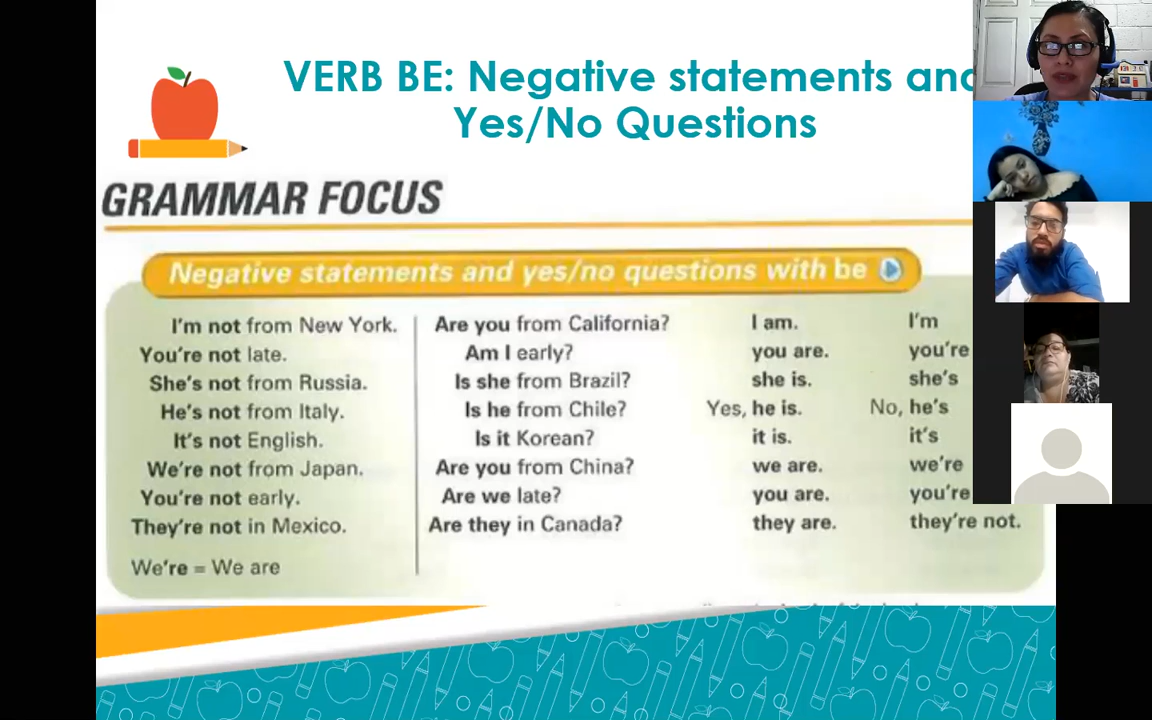 VERB BE: Negative statements an
Yes/No Questions
GRAMMAR FOCUS
Negative statements and yes/no questions with be
I'm not from New York. Are you from California? I am. I'm
You're not late. Am I early? you are. you're
She's not from Russia. Is she from Brazil? she is. she's
He's not from Italy. Is he from Chile? Yes, he is. No, he's
It's not English. Is it Korean? it is. it's
We're not from Japan. Are you from China? we are. we're
You're not early. Are we late? you are. you're
They're not in Mexico. Are they in Canada? they are. they're not.
We're = We are